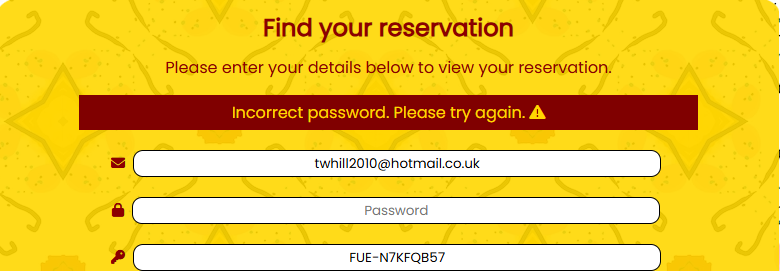 Find your reservation
Please enter your details below to view your reservation.
Incorrect password. Please try again.
twhill2010@hotmail.co.uk
Password
FUE-N7KFQB57